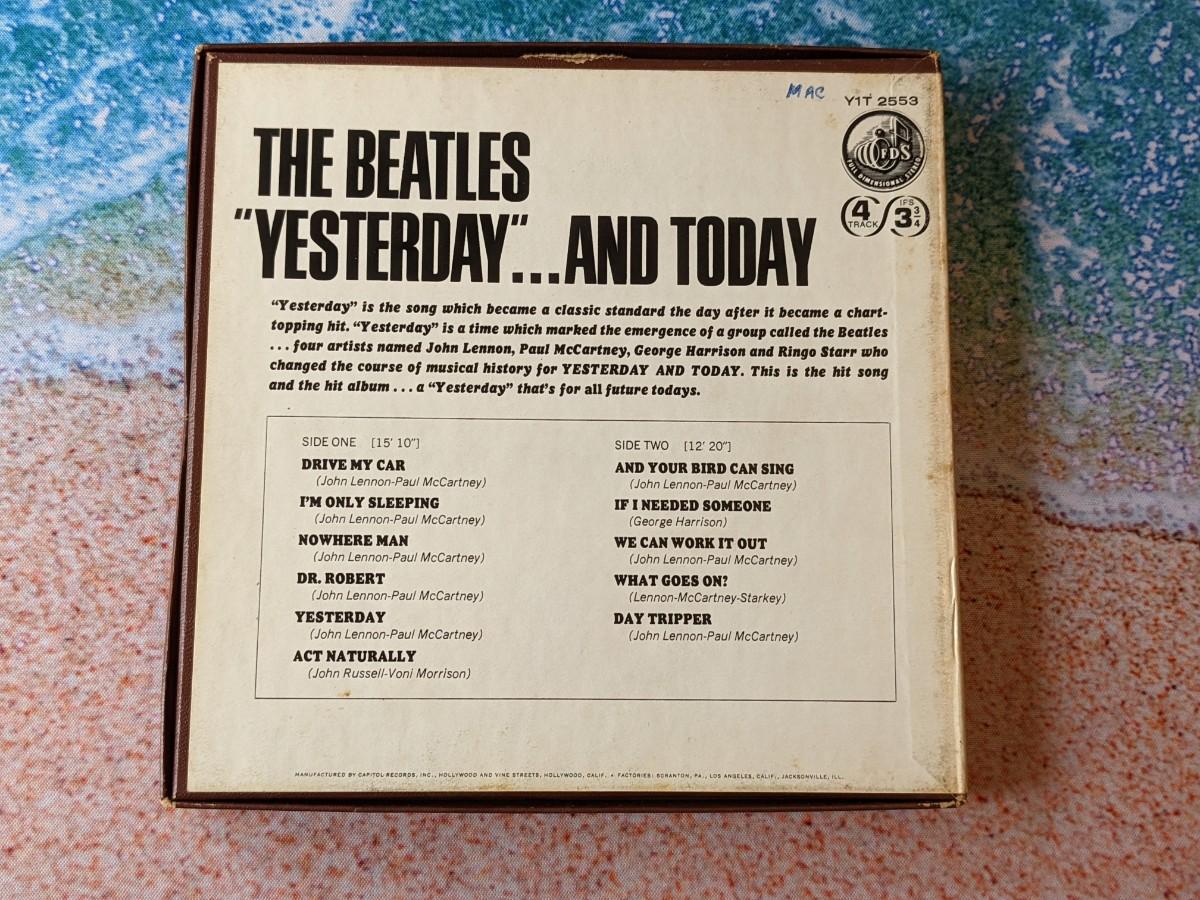 MAC
Y1T 2553
FDS
FULL DIMENSIONAL STEREO
4 TRACK
IPS 3 3/4
THE BEATLES
"YESTERDAY"...AND TODAY
"Yesterday" is the song which became a classic standard the day after it became a chart-
topping hit. "Yesterday" is a time which marked the emergence of a group called the Beatles
... four artists named John Lennon, Paul McCartney, George Harrison and Ringo Starr who
changed the course of musical history for YESTERDAY AND TODAY. This is the hit song
and the hit album ... a "Yesterday" that's for all future todays.
SIDE ONE [15' 10"]
DRIVE MY CAR
(John Lennon-Paul McCartney)
I'M ONLY SLEEPING
(John Lennon-Paul McCartney)
NOWHERE MAN
(John Lennon-Paul McCartney)
DR. ROBERT
(John Lennon-Paul McCartney)
YESTERDAY
(John Lennon-Paul McCartney)
ACT NATURALLY
(John Russell-Voni Morrison)
SIDE TWO [12' 20"]
AND YOUR BIRD CAN SING
(John Lennon-Paul McCartney)
IF I NEEDED SOMEONE
(George Harrison)
WE CAN WORK IT OUT
(John Lennon-Paul McCartney)
WHAT GOES ON?
(Lennon-McCartney-Starkey)
DAY TRIPPER
(John Lennon-Paul McCartney)
MANUFACTURED BY CAPITOL RECORDS, INC., HOLLYWOOD AND VINE STREETS, HOLLYWOOD, CALIF. • FACTORIES: SCRANTON, PA., LOS ANGELES, CALIF., JACKSONVILLE, ILL.